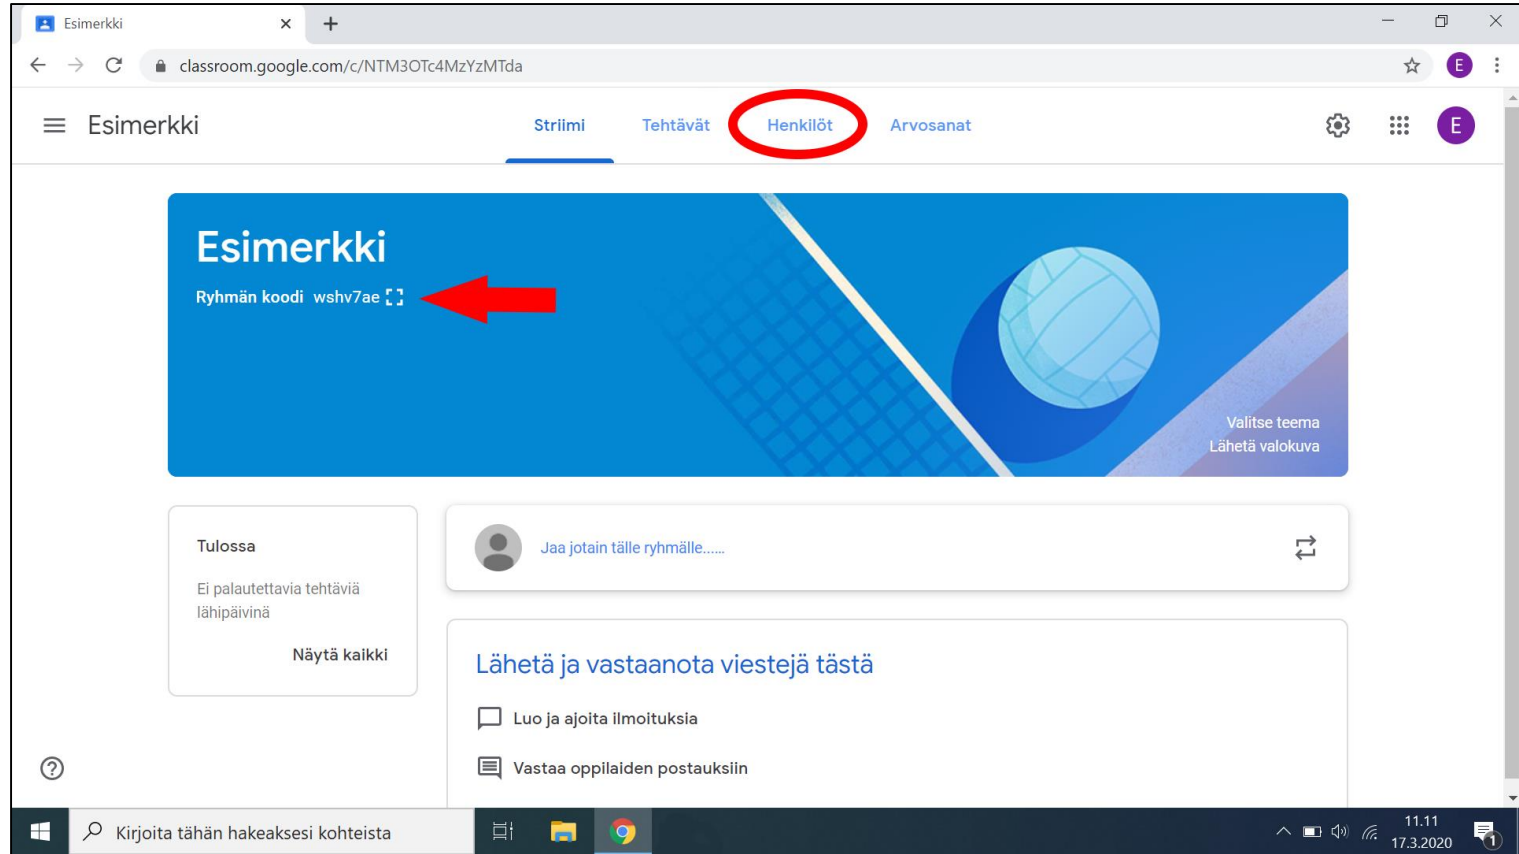 Esimerkki
classroom.google.com/c/NTM3OTc4MzYzMTda
E
Esimerkki
Striimi
Tehtävät
Henkilöt
Arvosanat
E
Esimerkki
Ryhmän koodi wshv7ae
Valitse teema
Lähetä valokuva
Tulossa
Ei palautettavia tehtäviä
lähipäivinä
Näytä kaikki
Jaa jotain tälle ryhmälle......
Lähetä ja vastaanota viestejä tästä
Luo ja ajoita ilmoituksia
Vastaa oppilaiden postauksiin
Kirjoita tähän hakeaksesi kohteista
11.11
17.3.2020
1